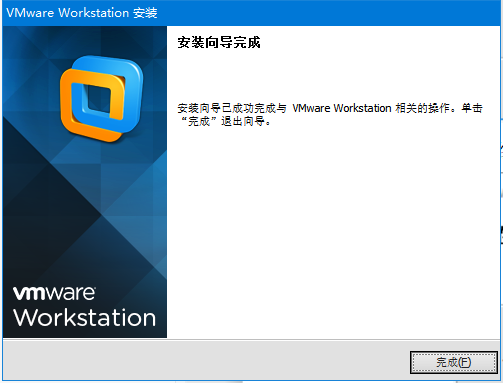 VMware Workstation 安装
安装向导完成
安装向导已成功完成与 VMware Workstation 相关的操作。单击
“完成”退出向导。
vmware
Workstation
完成(F)